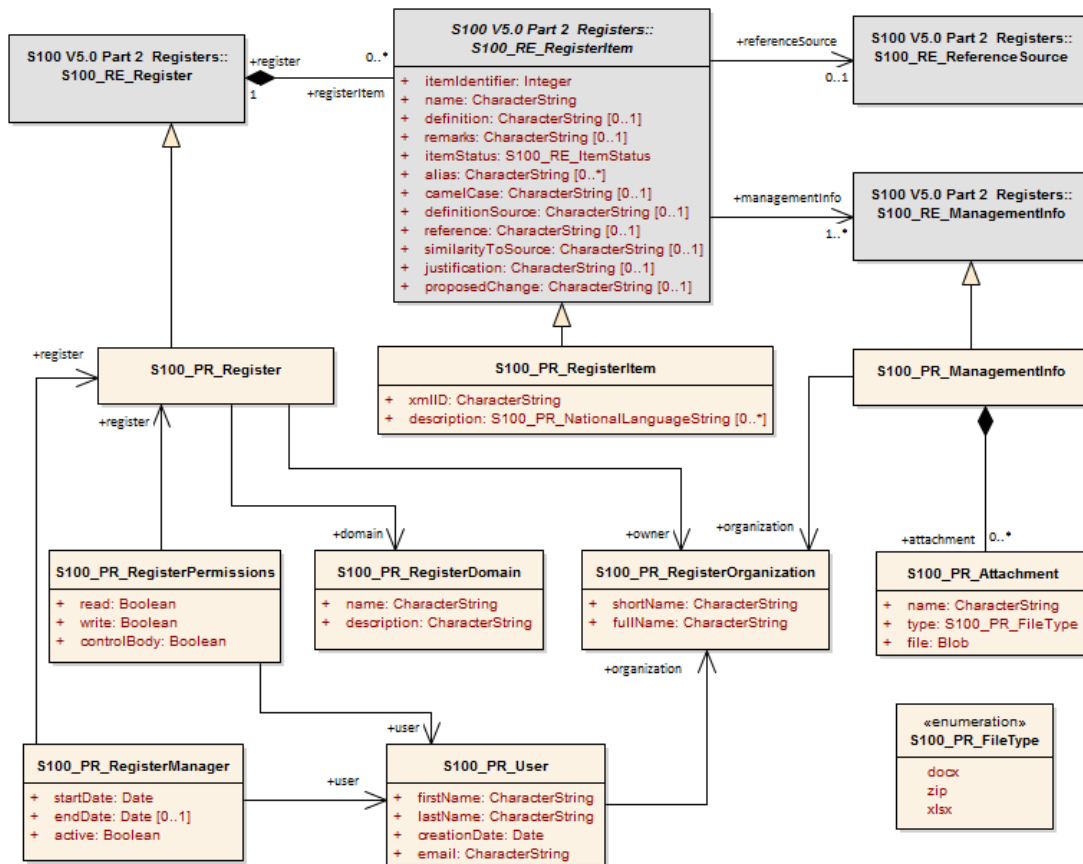 S100 V5.0 Part 2 Registers::
S100_RE_Register
+register
1
0..*
+registerItem
S100 V5.0 Part 2 Registers::
S100_RE_RegisterItem
+ itemIdentifier: Integer
+ name: CharacterString
+ definition: CharacterString [0..1]
+ remarks: CharacterString [0..1]
+ itemStatus: S100_RE_ItemStatus
+ alias: CharacterString [0..*]
+ camelCase: CharacterString [0..1]
+ definitionSource: CharacterString [0..1]
+ reference: CharacterString [0..1]
+ similarityToSource: CharacterString [0..1]
+ justification: CharacterString [0..1]
+ proposedChange: CharacterString [0..1]
+referenceSource
0..1
S100 V5.0 Part 2 Registers::
S100_RE_ReferenceSource
+managementInfo
1..*
S100 V5.0 Part 2 Registers::
S100_RE_ManagementInfo
+register
S100_PR_Register
+register
S100_PR_RegisterItem
+ xmlID: CharacterString
+ description: S100_PR_NationalLanguageString [0..*]
S100_PR_ManagementInfo
+domain
+owner
+organization
+attachment
0..*
S100_PR_RegisterPermissions
+ read: Boolean
+ write: Boolean
+ controlBody: Boolean
S100_PR_RegisterDomain
+ name: CharacterString
+ description: CharacterString
S100_PR_RegisterOrganization
+ shortName: CharacterString
+ fullName: CharacterString
+organization
S100_PR_Attachment
+ name: CharacterString
+ type: S100_PR_FileType
+ file: Blob
+user
S100_PR_RegisterManager
+ startDate: Date
+ endDate: Date [0..1]
+ active: Boolean
+user
S100_PR_User
+ firstName: CharacterString
+ lastName: CharacterString
+ creationDate: Date
+ email: CharacterString
«enumeration»
S100_PR_FileType
docx
zip
xlsx